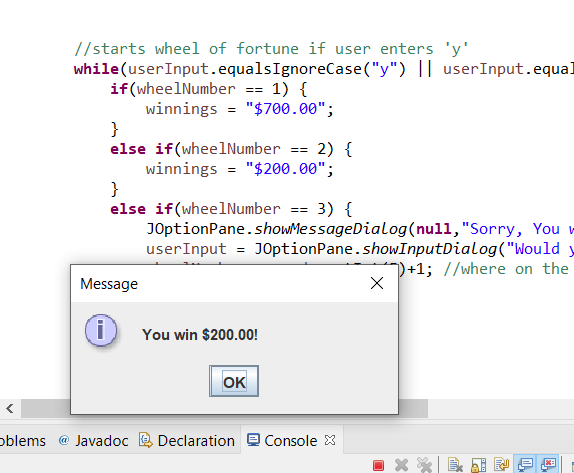 //starts wheel of fortune if user enters 'y'
while(userInput.equalsIgnoreCase("y") || userInput.equal
if(wheelNumber == 1) {
winnings = "$700.00";
}
else if(wheelNumber == 2) {
winnings = "$200.00";
}
else if(wheelNumber == 3) {
JOptionPane.showMessageDialog(null,"Sorry, You w
userInput = JOptionPane.showInputDialog("Would y
)+1; //where on the
Message
You win $200.00!
OK
oblems @ Javadoc Declaration Console